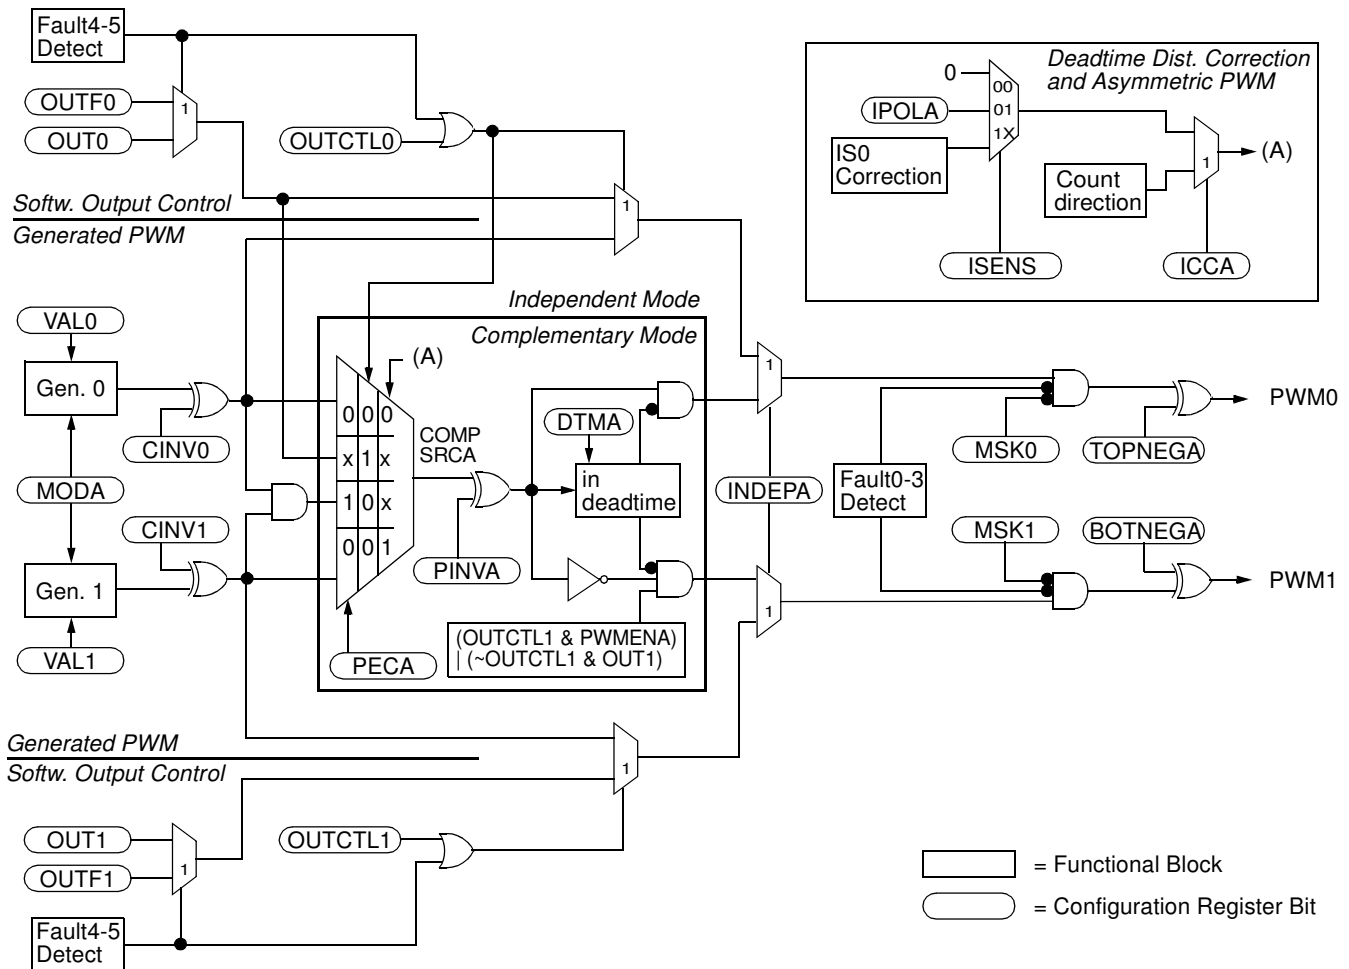 Fault4-5
Detect
OUTF0
OUT0
1
OUTCTL0
Softw. Output Control
Generated PWM
1
Deadtime Dist. Correction
and Asymmetric PWM
0
IPOLA
IS0
Correction
00
01
1X
Count
direction
1
(A)
ISENS
ICCA
VAL0
Gen. 0
CINV0
MODA
CINV1
Gen. 1
VAL1
Independent Mode
Complementary Mode
(A)
0 0 0
x 1 x
1 0 x
0 0 1
COMP
SRCA
PINVA
PECA
DTMA
in
deadtime
(OUTCTL1 & PWMENA)
| (~OUTCTL1 & OUT1)
1
INDEPA
1
Fault0-3
Detect
MSK0
TOPNEGA
PWM0
MSK1
BOTNEGA
PWM1
Generated PWM
Softw. Output Control
1
OUT1
OUTF1
1
OUTCTL1
Fault4-5
Detect
= Functional Block
= Configuration Register Bit